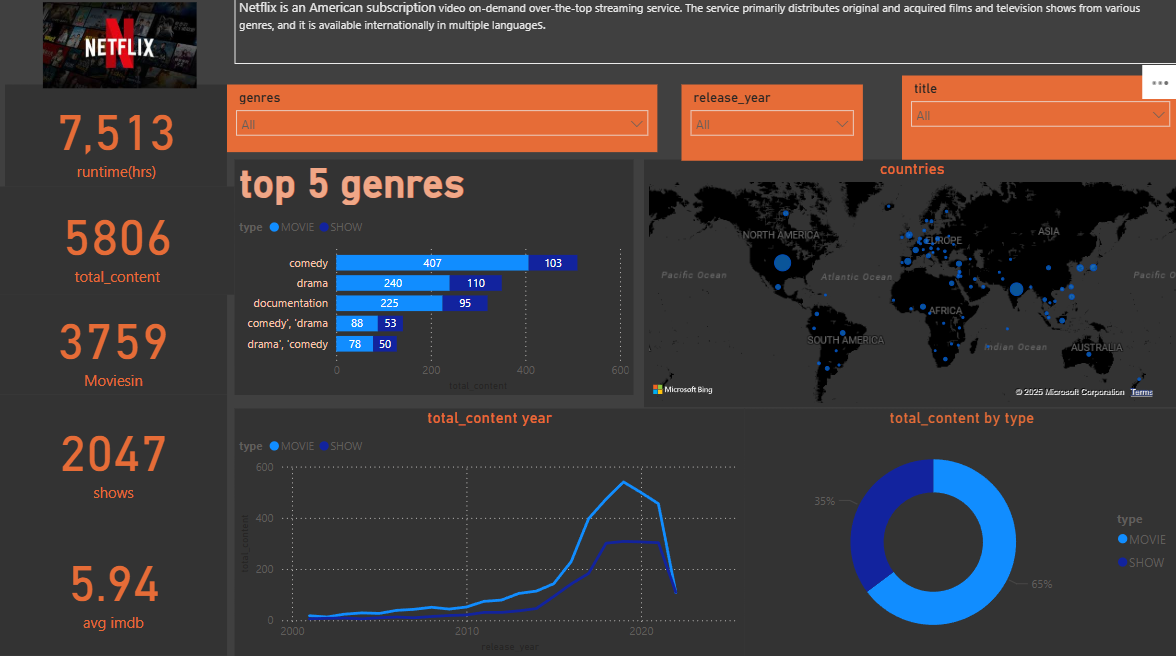 NETFLIX
Netflix is an American subscription video on-demand over-the-top streaming service. The service primarily distributes original and acquired films and television shows from various
genres, and it is available internationally in multiple languages.
genres
All
release_year
All
title
All
7,513
runtime(hrs)
5806
total_content
3759
Moviesin
2047
shows
5.94
avg imdb
top 5 genres
type MOVIE SHOW
comedy 407 103
drama 240 110
documentation 225 95
comedy', 'drama 88 53
drama', 'comedy 78 50
0 200 400 600
total_content
countries
NORTH AMERICA
EUROPE
ASIA
Pacific Ocean
Atlantic Ocean
Pacific O
AFRICA
SOUTH AMERICA
Indian Ocean
AUSTRALIA
Microsoft Bing
© 2025 Microsoft Corporation Terms
total_content year
type MOVIE SHOW
600
400
200
0
total_content
2000 2010 2020
release_year
total_content by type
35%
65%
type
MOVIE
SHOW